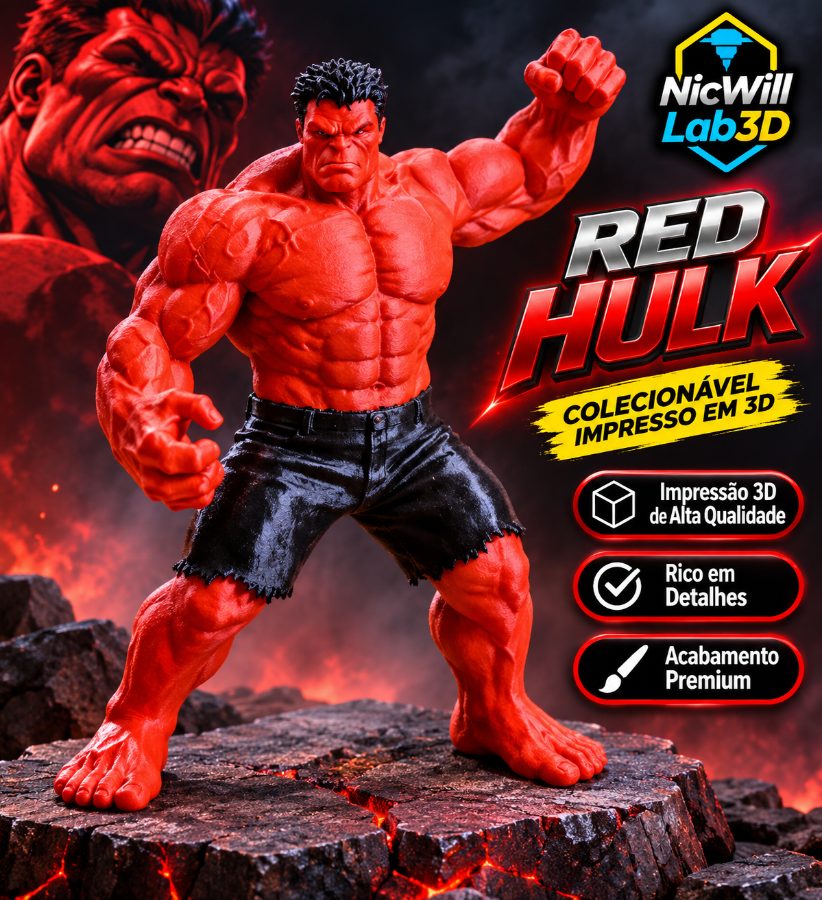 NicWill
Lab3D
RED
HULK
COLECIONÁVEL
IMPRESSO EM 3D
Impressão 3D
de Alta Qualidade
Rico em
Detalhes
Acabamento
Premium